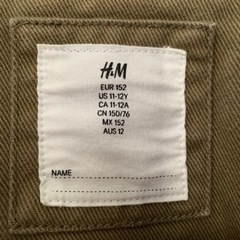 H&M
EUR 152
US 11-12Y
CA 11-12A
CN 150/76
MX 152
AUS 12
NAME